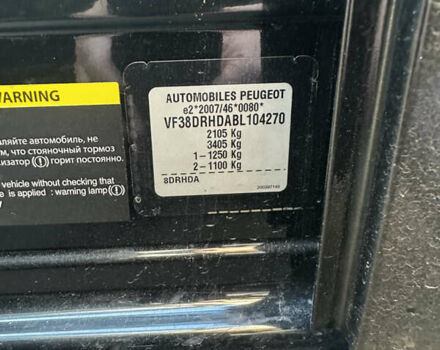 WARNING
AUTOMOBILES PEUGEOT
e2*2007/46*0080*
VF38DRHDABL104270
2105 Kg
3405 Kg
1-1250 Kg
2-1100 Kg
8DRHDA
аляйте автомобиль, не
м, что стояночный тормоз
изатор (!) горит постоянно.
vehicle without checking that
e is applied : warning lamp (!)